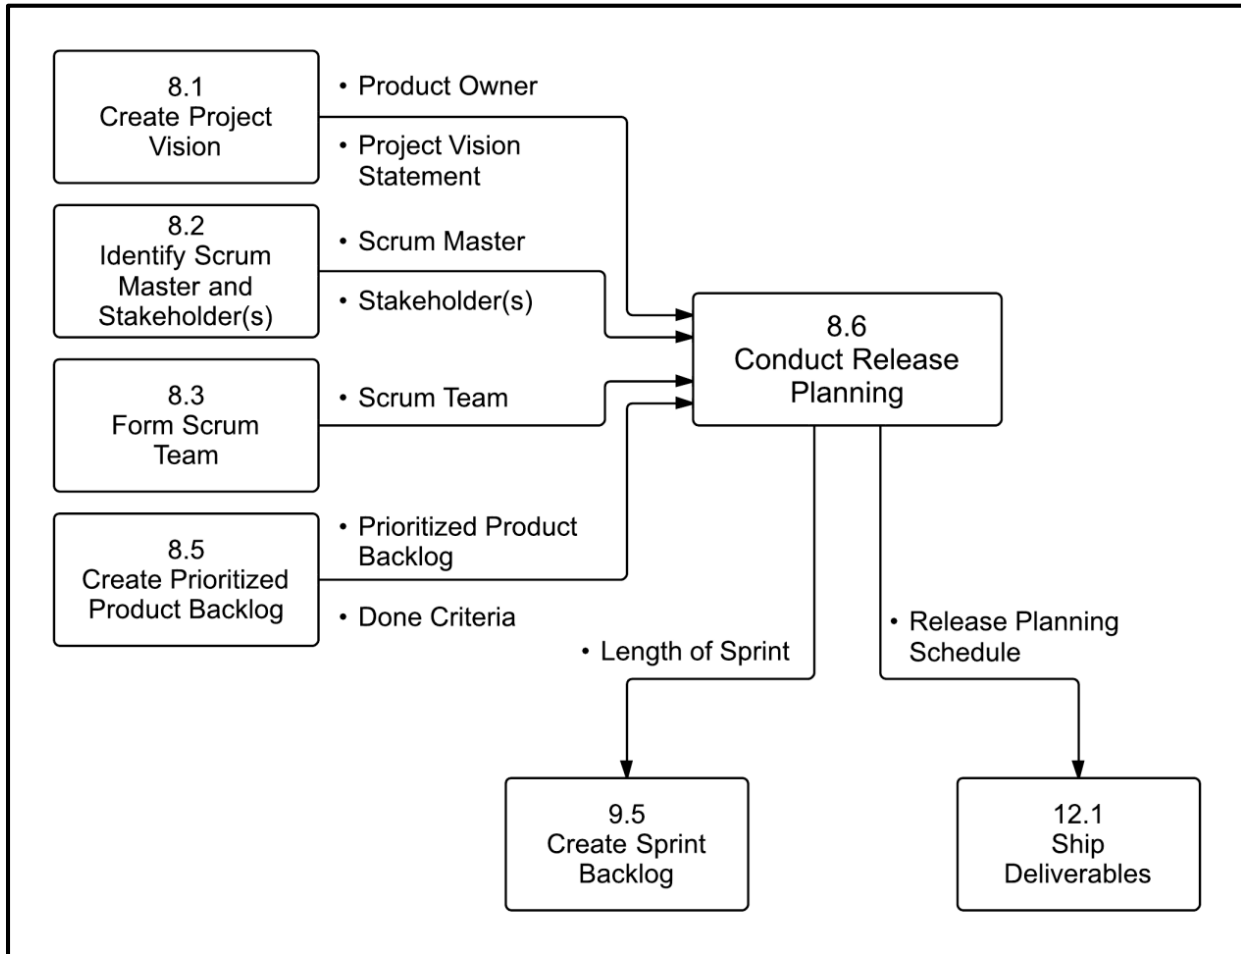 8.1
Create Project
Vision
• Product Owner
• Project Vision
Statement
8.2
Identify Scrum
Master and
Stakeholder(s)
• Scrum Master
• Stakeholder(s)
8.3
Form Scrum
Team
• Scrum Team
8.5
Create Prioritized
Product Backlog
• Prioritized Product
Backlog
• Done Criteria
8.6
Conduct Release
Planning
• Length of Sprint
• Release Planning
Schedule
9.5
Create Sprint
Backlog
12.1
Ship
Deliverables